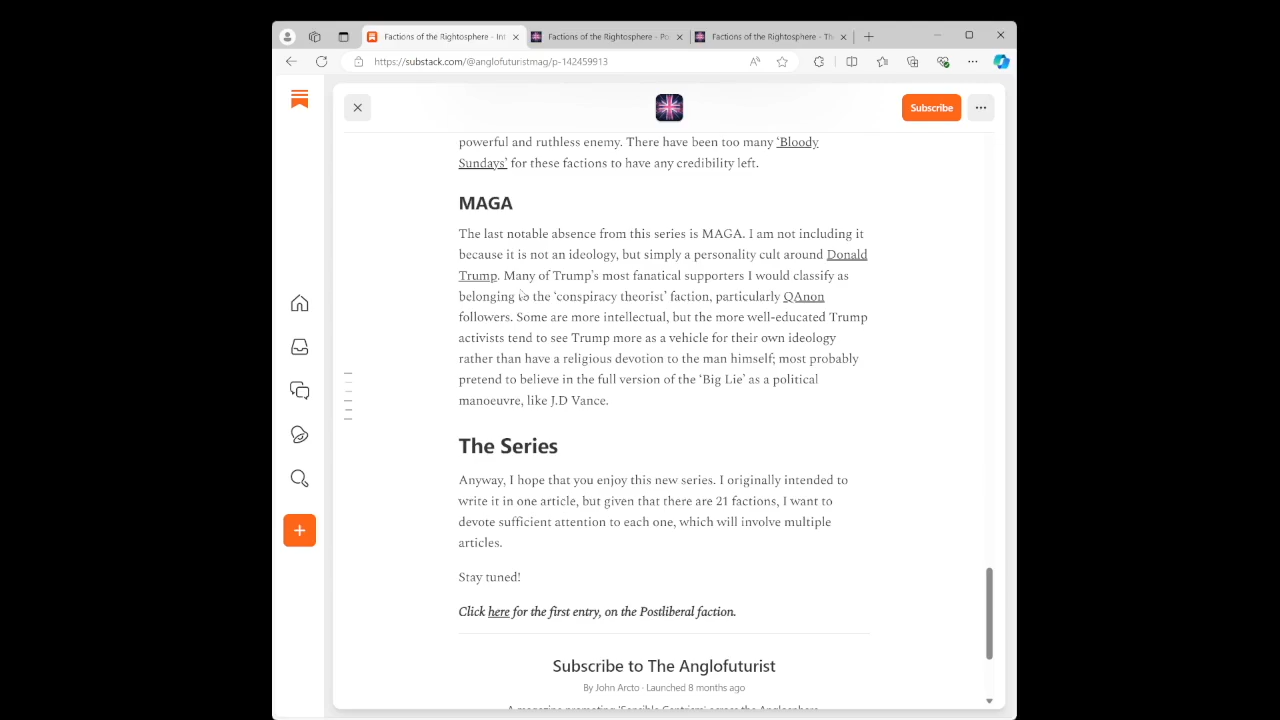 Factions of the Rightosphere - Int
Factions of the Rightosphere - Po
Factions of the Rightosphere - Th
https://substack.com/@anglofuturistmag/p-142459913
Subscribe
powerful and ruthless enemy. There have been too many ‘Bloody
Sundays’ for these factions to have any credibility left.
MAGA
The last notable absence from this series is MAGA. I am not including it
because it is not an ideology, but simply a personality cult around Donald
Trump. Many of Trump’s most fanatical supporters I would classify as
belonging to the ‘conspiracy theorist’ faction, particularly QAnon
followers. Some are more intellectual, but the more well-educated Trump
activists tend to see Trump more as a vehicle for their own ideology
rather than have a religious devotion to the man himself; most probably
pretend to believe in the full version of the ‘Big Lie’ as a political
manoeuvre, like J.D Vance.
The Series
Anyway, I hope that you enjoy this new series. I originally intended to
write it in one article, but given that there are 21 factions, I want to
devote sufficient attention to each one, which will involve multiple
articles.
Stay tuned!
Click here for the first entry, on the Postliberal faction.
Subscribe to The Anglofuturist
By John Arcto · Launched 8 months ago
A magazine promoting ‘Sensible Centrism’ across the Anglosphere